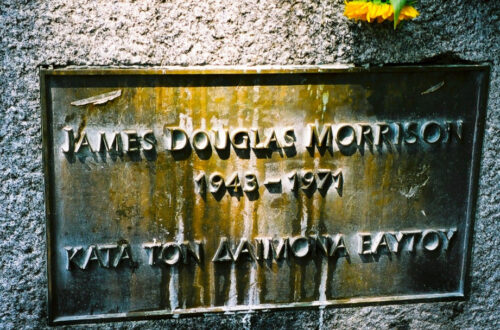 JAMES DOUGLAS MORRISON
1943 – 1971
ΚΑΤΑ ΤΟΝ ΔΑΙΜΟΝΑ ΕΑΥΤΟΥ